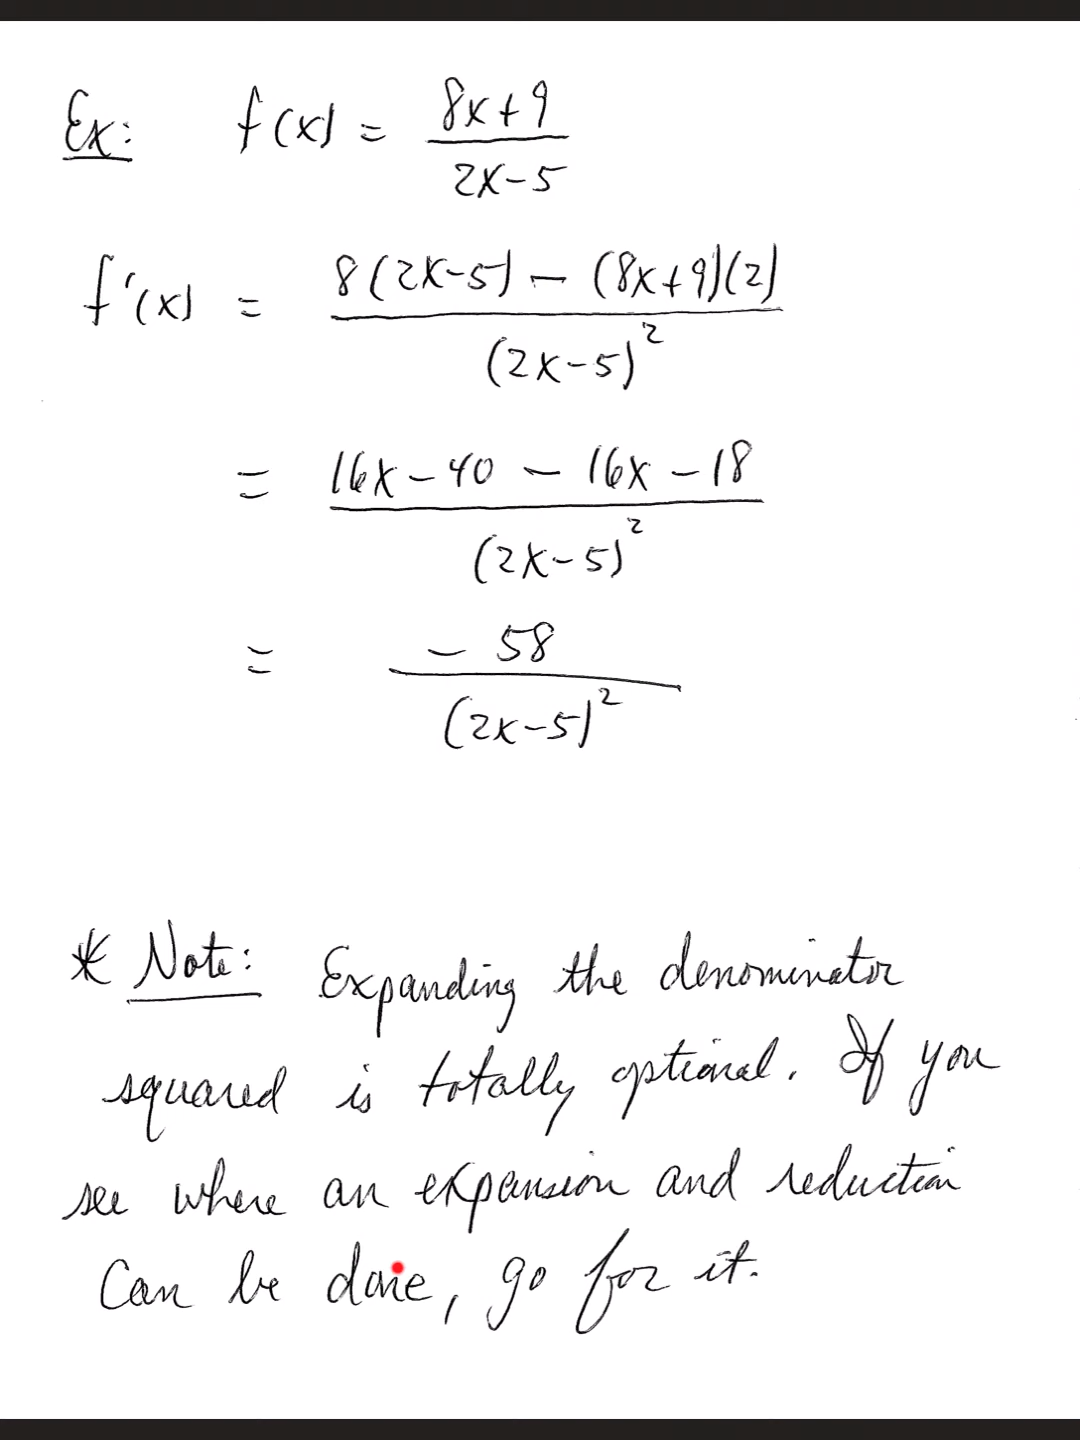 Ex: f(x) = (8x+9)/(2x-5)
f'(x) = (8(2x-5) - (8x+9)(2))/(2x-5)²
= (16x-40 - 16x-18)/(2x-5)²
= -58/(2x-5)²
* Note: Expanding the denominator
squared is totally optional. If you
see where an expansion and reduction
can be done, go for it.